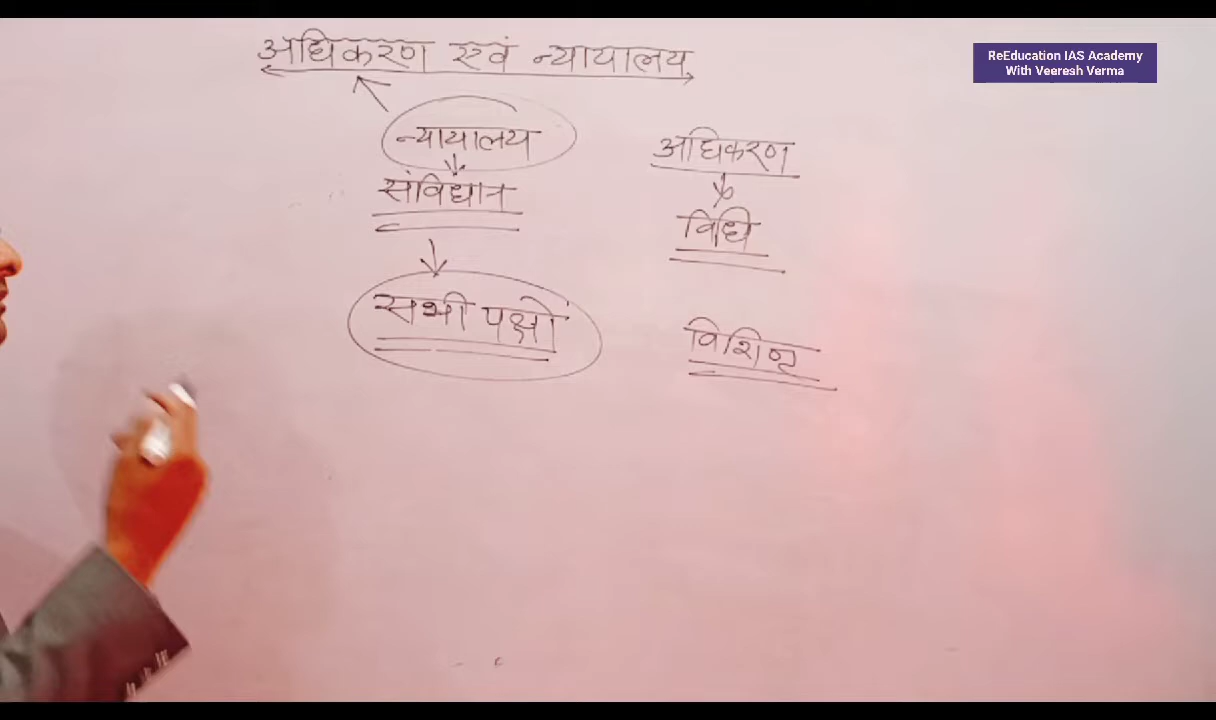 अधिकरण एवं न्यायालय
ReEducation IAS Academy
With Veeresh Verma
न्यायालय
अधिकरण
संविधान
विधि
सभी पक्षों